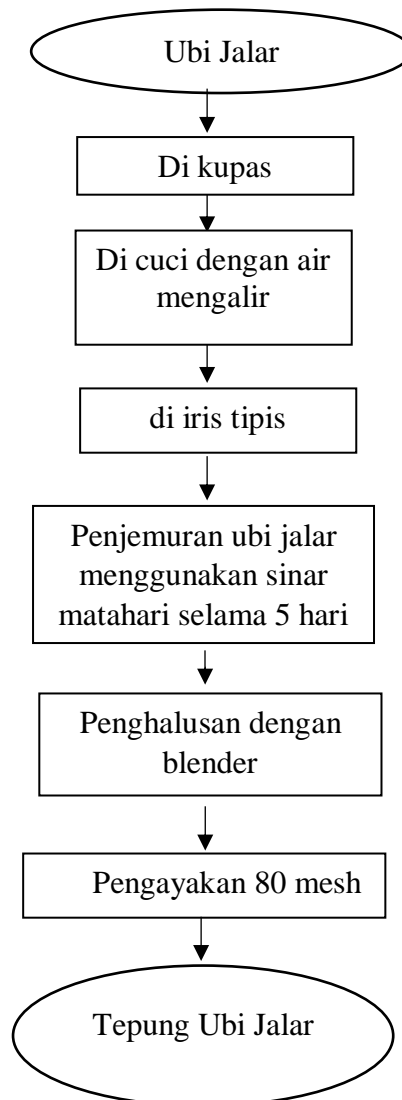 Ubi Jalar
Di kupas
Di cuci dengan air
mengalir
di iris tipis
Penjemuran ubi jalar
menggunakan sinar
matahari selama 5 hari
Penghalusan dengan
blender
Pengayakan 80 mesh
Tepung Ubi Jalar